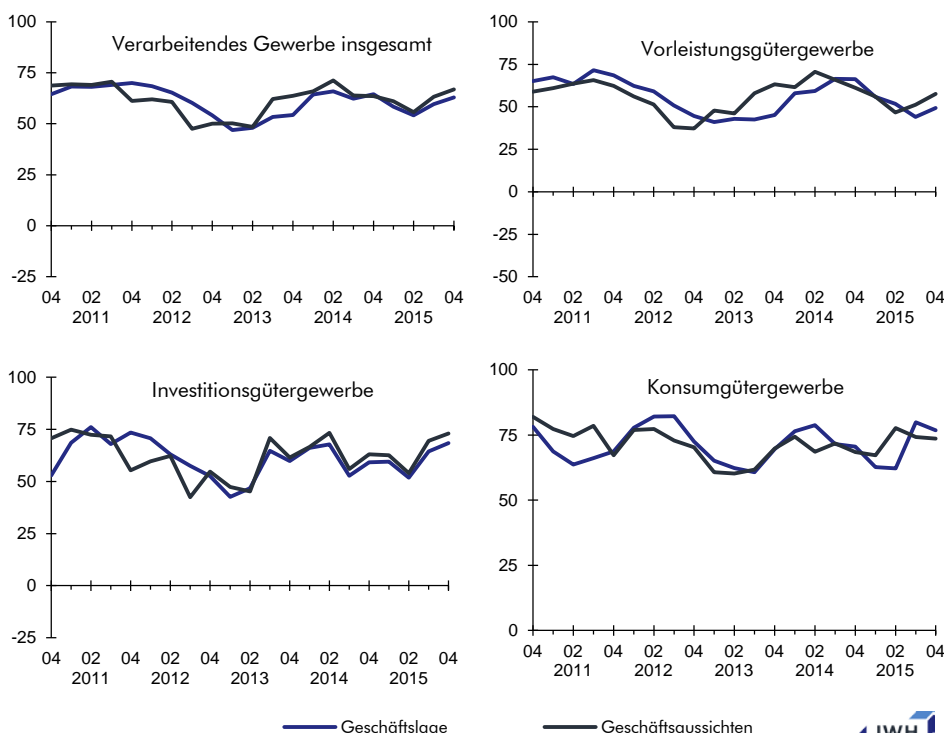 Verarbeitendes Gewerbe insgesamt
100
75
50
25
0
-25
04 02 04 02 04 02 04 02 04 02 04
2011 2012 2013 2014 2015
Vorleistungsgütergewerbe
100
75
50
25
0
-25
-50
04 02 04 02 04 02 04 02 04 02 04
2011 2012 2013 2014 2015
Investitionsgütergewerbe
100
75
50
25
0
-25
04 02 04 02 04 02 04 02 04 02 04
2011 2012 2013 2014 2015
Konsumgütergewerbe
100
75
50
25
0
04 02 04 02 04 02 04 02 04 02 04
2011 2012 2013 2014 2015
Geschäftslage Geschäftsaussichten
IWH